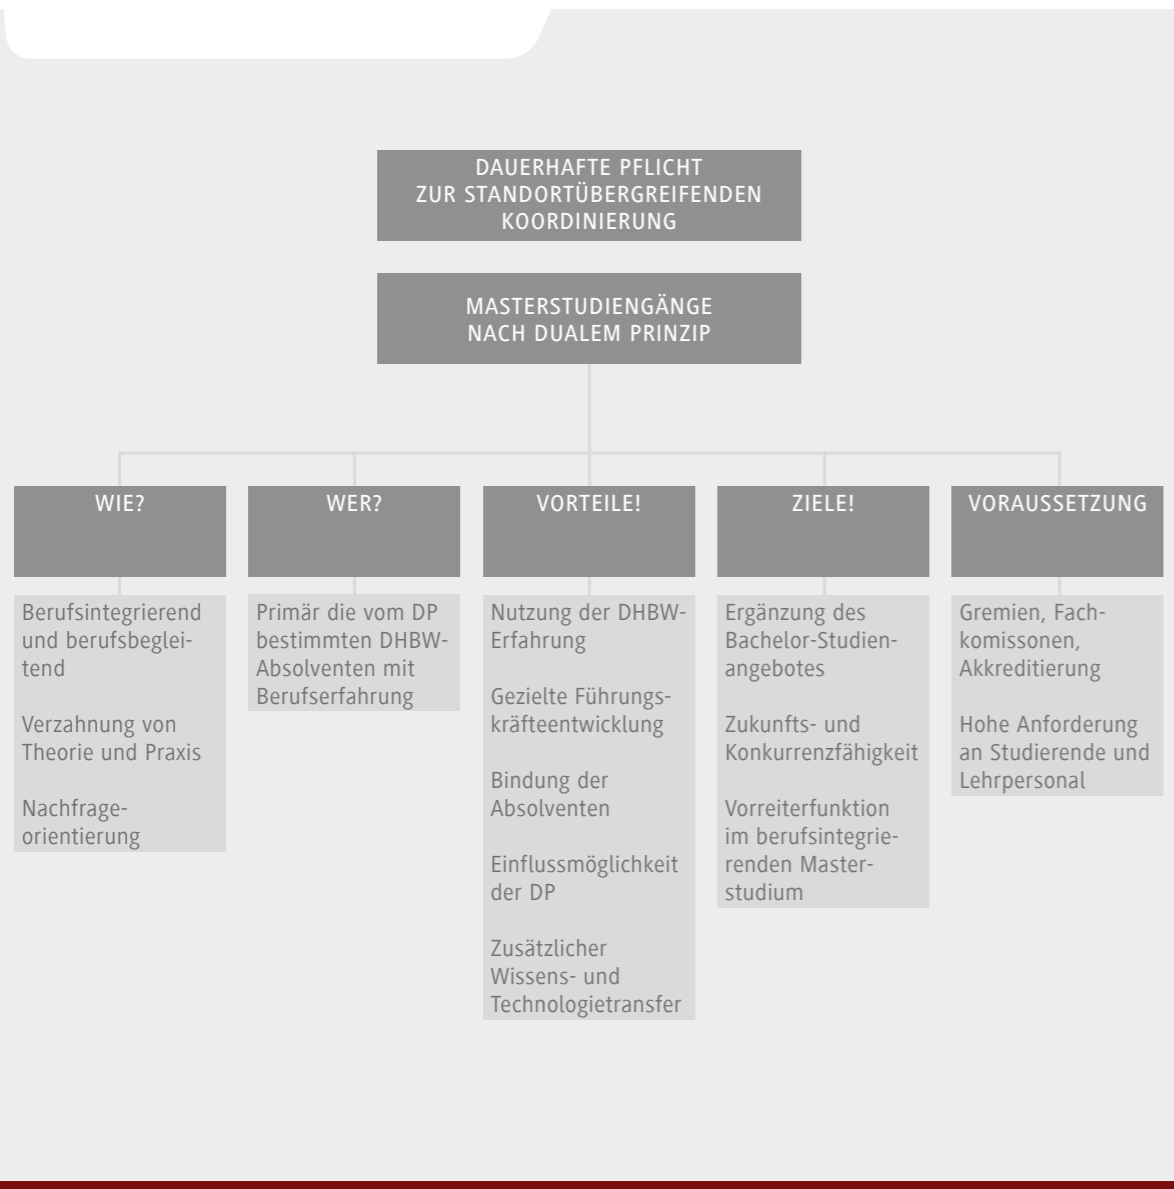 DAUERHAFTE PFLICHT
ZUR STANDORTÜBERGREIFENDEN
KOORDINIERUNG
MASTERSTUDIENGÄNGE
NACH DUALEM PRINZIP
WIE?
Berufsintegrierend
und berufsbeglei-
tend
Verzahnung von
Theorie und Praxis
Nachfrage-
orientierung
WER?
Primär die vom DP
bestimmten DHBW-
Absolventen mit
Berufserfahrung
VORTEILE!
Nutzung der DHBW-
Erfahrung
Gezielte Führungs-
kräfteentwicklung
Bindung der
Absolventen
Einflussmöglichkeit
der DP
Zusätzlicher
Wissens- und
Technologietransfer
ZIELE!
Ergänzung des
Bachelor-Studien-
angebotes
Zukunfts- und
Konkurrenzfähigkeit
Vorreiterfunktion
im berufsintegrie-
renden Master-
studium
VORAUSSETZUNG
Gremien, Fach-
komissonen,
Akkreditierung
Hohe Anforderung
an Studierende und
Lehrpersonal